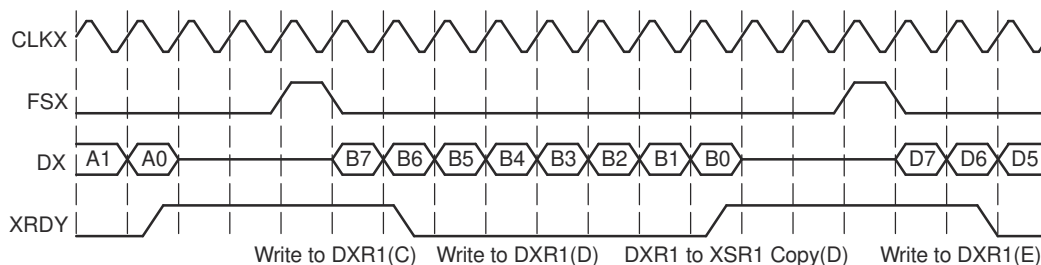 CLKX
FSX
DX A1 A0 B7 B6 B5 B4 B3 B2 B1 B0 D7 D6 D5
XRDY
Write to DXR1(C) Write to DXR1(D) DXR1 to XSR1 Copy(D) Write to DXR1(E)